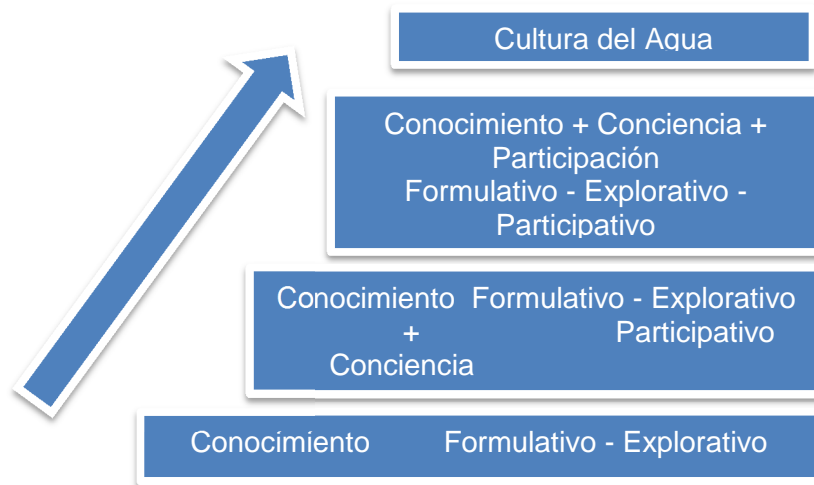 Cultura del Agua
Conocimiento + Conciencia +
Participación
Formulativo - Explorativo -
Participativo
Conocimiento Formulativo - Explorativo
+ Participativo
Conciencia
Conocimiento Formulativo - Explorativo